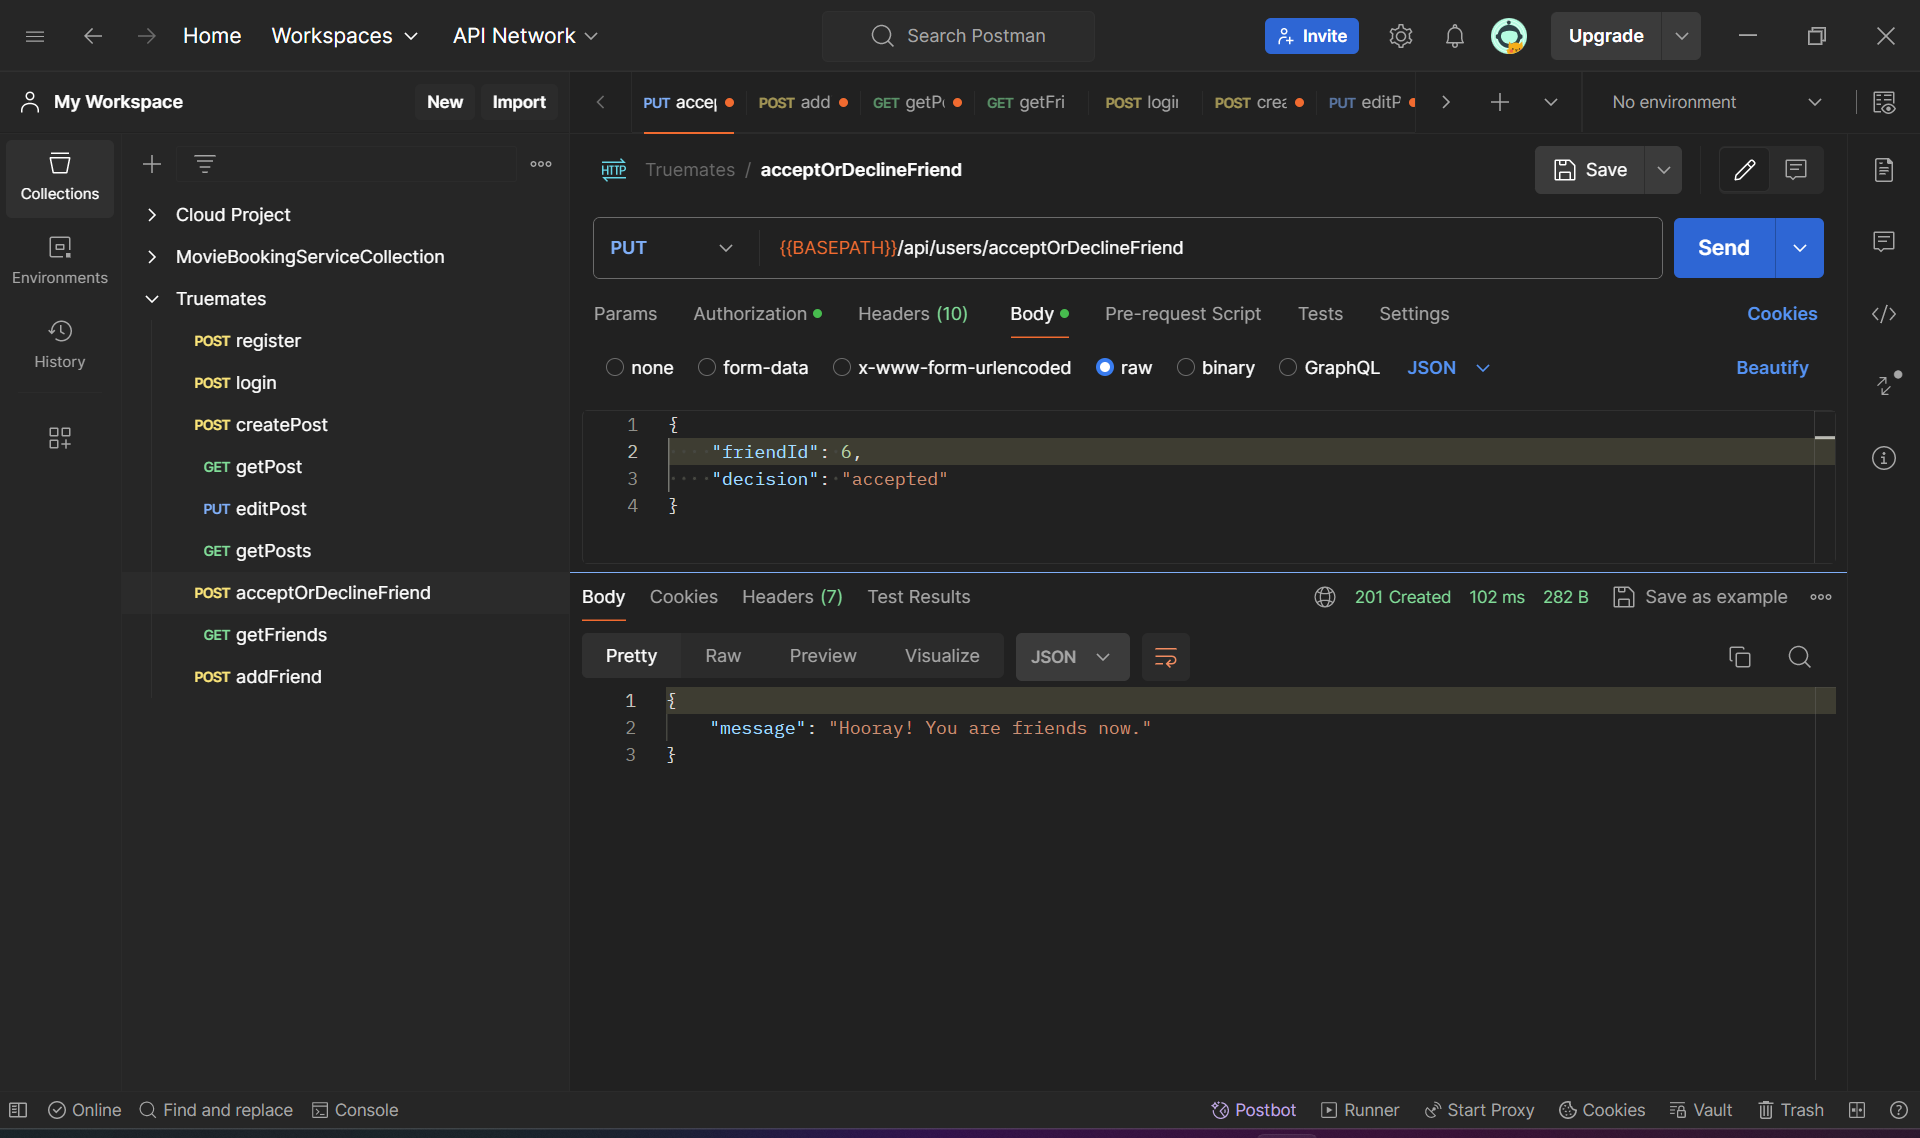 Home Workspaces API Network Search Postman Invite Upgrade
My Workspace New Import PUT accep POST add GET getP GET getFri POST logi POST crea PUT editP No environment
Collections
Environments
History
Cloud Project
MovieBookingServiceCollection
Truemates
POST register
POST login
POST createPost
GET getPost
PUT editPost
GET getPosts
POST acceptOrDeclineFriend
GET getFriends
POST addFriend
HTTP Truemates / acceptOrDeclineFriend Save
PUT {{BASEPATH}}/api/users/acceptOrDeclineFriend Send
Params Authorization Headers (10) Body Pre-request Script Tests Settings Cookies
none form-data x-www-form-urlencoded raw binary GraphQL JSON Beautify
1 {
2 "friendId": 6,
3 "decision": "accepted"
4 }
Body Cookies Headers (7) Test Results 201 Created 102 ms 282 B Save as example
Pretty Raw Preview Visualize JSON
1 {
2 "message": "Hooray! You are friends now."
3 }
Online Find and replace Console Postbot Runner Start Proxy Cookies Vault Trash